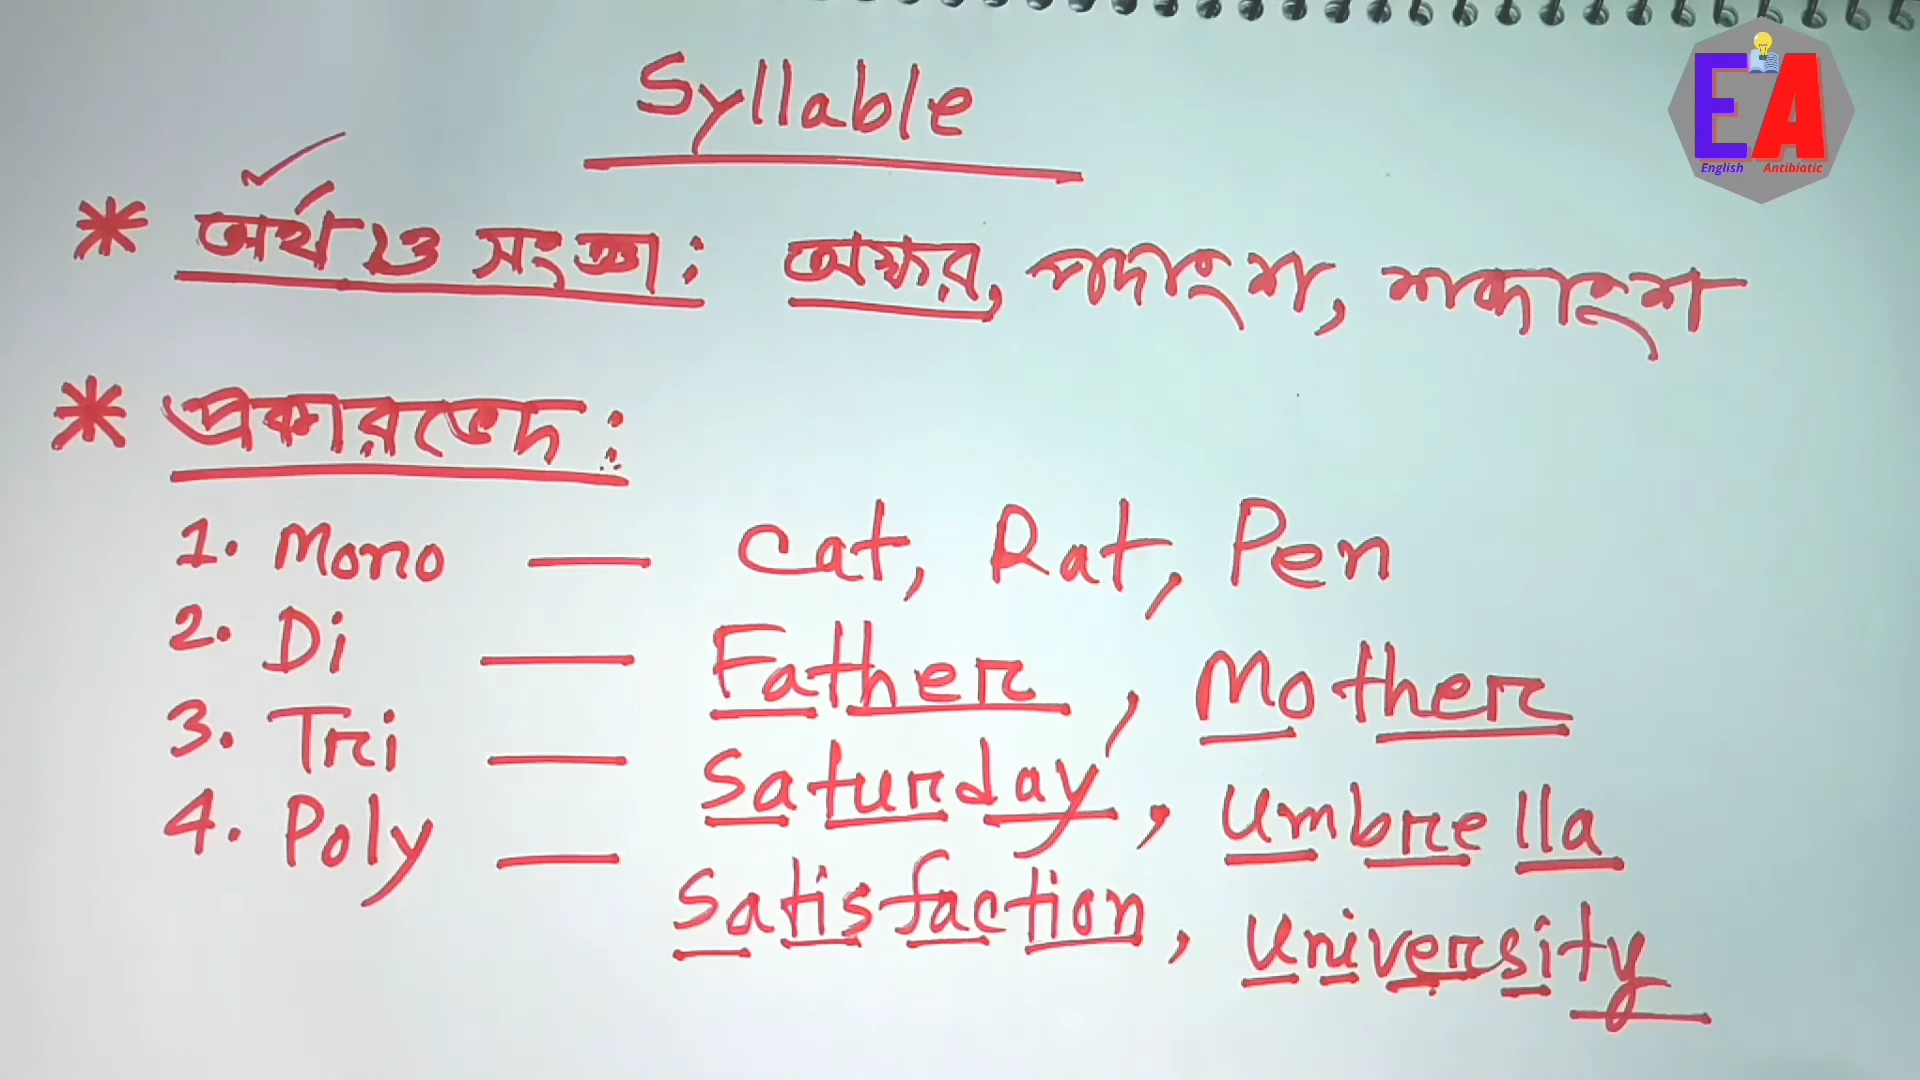 Syllable
EA
English Antibiotic
* অর্থ ও সংজ্ঞা : অক্ষর, পদাংশ, শব্দাংশ
* প্রকারভেদ :
1. Mono — Cat, Rat, Pen
2. Di — Father, Mother
3. Tri — Saturday, Umbrella
4. Poly — Satisfaction, University